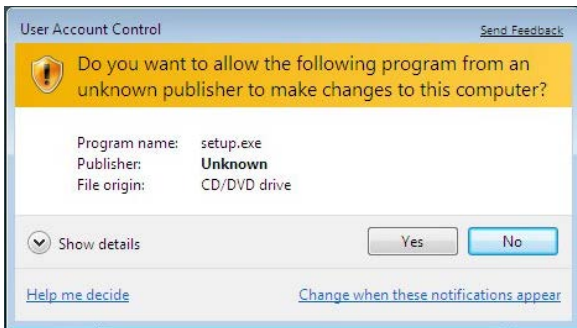 User Account Control
Send Feedback
Do you want to allow the following program from an
unknown publisher to make changes to this computer?
Program name: setup.exe
Publisher: Unknown
File origin: CD/DVD drive
Show details
Yes
No
Help me decide
Change when these notifications appear